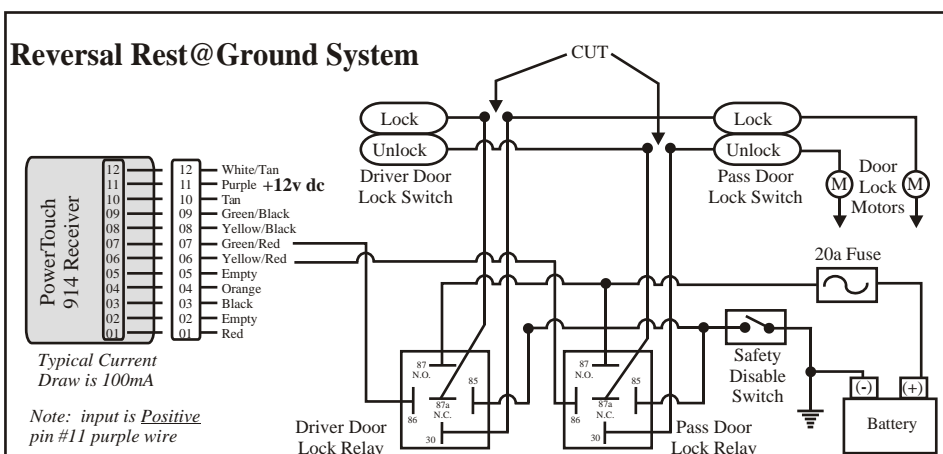 Reversal Rest@Ground System
CUT
Lock
Unlock
Driver Door
Lock Switch
Lock
Unlock
Pass Door
Lock Switch
M
Door
Lock
Motors
M
PowerTouch
914 Receiver
12
11
10
09
08
07
06
05
04
03
02
01
12 White/Tan
11 Purple +12v dc
10 Tan
09 Green/Black
08 Yellow/Black
07 Green/Red
06 Yellow/Red
05 Empty
04 Orange
03 Black
02 Empty
01 Red
Typical Current
Draw is 100mA
Note: input is Positive
pin #11 purple wire
20a Fuse
Safety
Disable
Switch
(-)
(+)
Battery
87
N.O.
85
87a
N.C.
86
30
Driver Door
Lock Relay
87
N.O.
85
87a
N.C.
86
30
Pass Door
Lock Relay